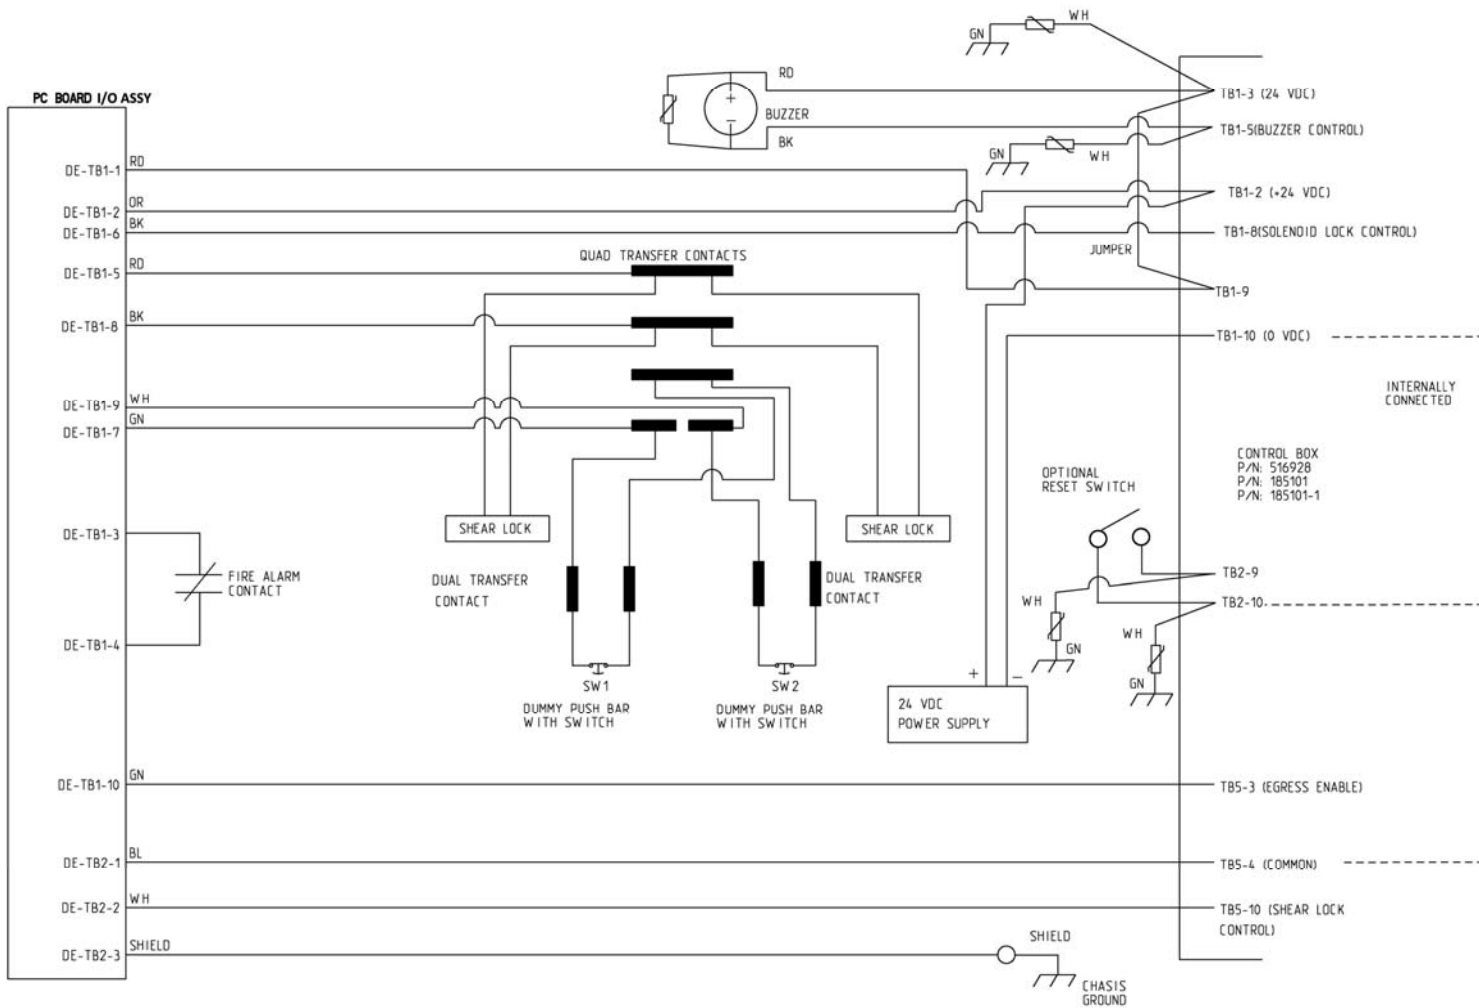 WH
GN
RD
TB1-3 (24 VDC)
PC BOARD I/O ASSY
+
−
BUZZER
TB1-5(BUZZER CONTROL)
BK
GN
WH
DE-TB1-1
RD
TB1-2 (+24 VDC)
DE-TB1-2
OR
DE-TB1-6
BK
TB1-8(SOLENOID LOCK CONTROL)
JUMPER
QUAD TRANSFER CONTACTS
DE-TB1-5
RD
TB1-9
DE-TB1-8
BK
TB1-10 (0 VDC)
INTERNALLY
CONNECTED
DE-TB1-9
WH
DE-TB1-7
GN
CONTROL BOX
P/N: 516928
P/N: 185101
P/N: 185101-1
OPTIONAL
RESET SWITCH
SHEAR LOCK
SHEAR LOCK
DE-TB1-3
FIRE ALARM
CONTACT
DUAL TRANSFER
CONTACT
DUAL TRANSFER
CONTACT
TB2-9
TB2-10
WH
GN
WH
GN
DE-TB1-4
SW1
DUMMY PUSH BAR
WITH SWITCH
SW2
DUMMY PUSH BAR
WITH SWITCH
+
−
24 VDC
POWER SUPPLY
DE-TB1-10
GN
TB5-3 (EGRESS ENABLE)
DE-TB2-1
BL
TB5-4 (COMMON)
DE-TB2-2
WH
TB5-10 (SHEAR LOCK
CONTROL)
DE-TB2-3
SHIELD
SHIELD
CHASIS
GROUND